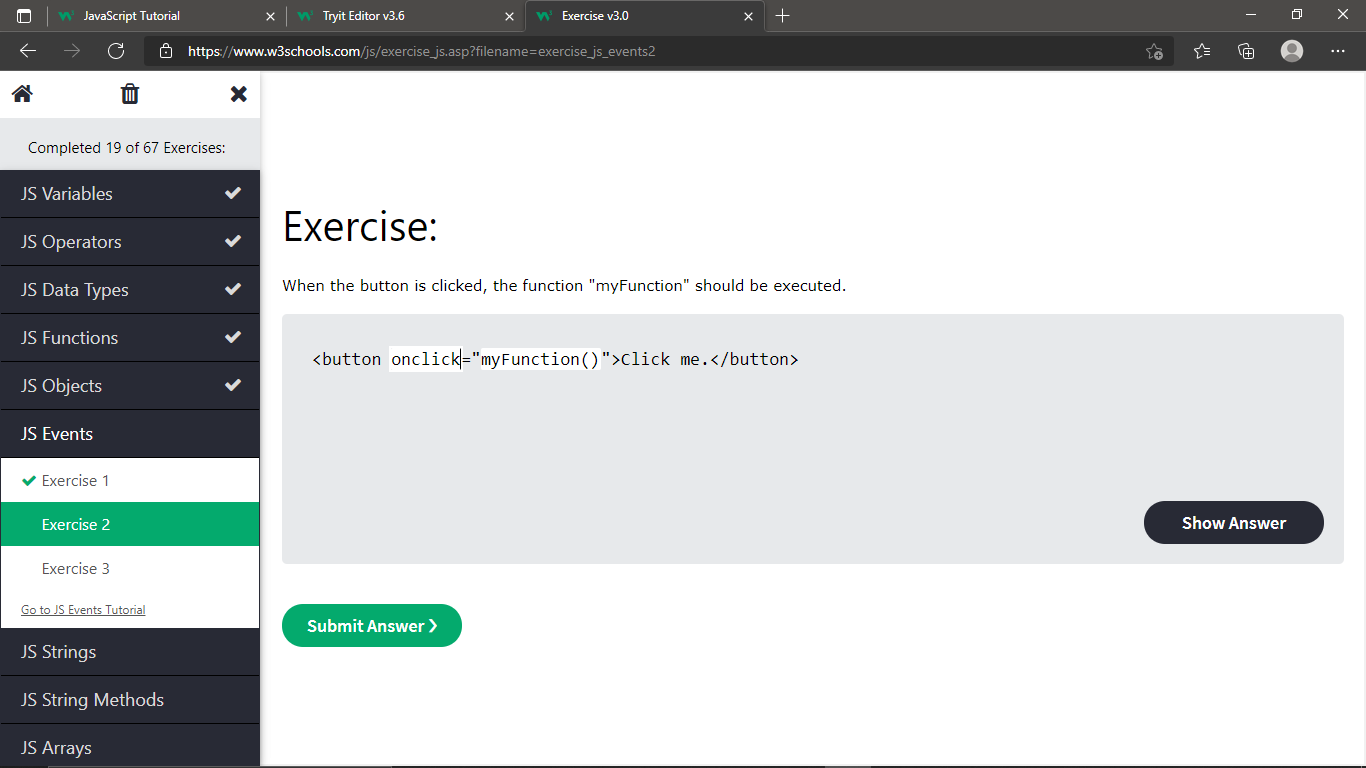 JavaScript Tutorial
Tryit Editor v3.6
Exercise v3.0
https://www.w3schools.com/js/exercise_js.asp?filename=exercise_js_events2
Completed 19 of 67 Exercises:
JS Variables
JS Operators
JS Data Types
JS Functions
JS Objects
JS Events
Exercise 1
Exercise 2
Exercise 3
Go to JS Events Tutorial
JS Strings
JS String Methods
JS Arrays
Exercise:
When the button is clicked, the function "myFunction" should be executed.
<button onclick="myFunction()">Click me.</button>
Show Answer
Submit Answer ❯